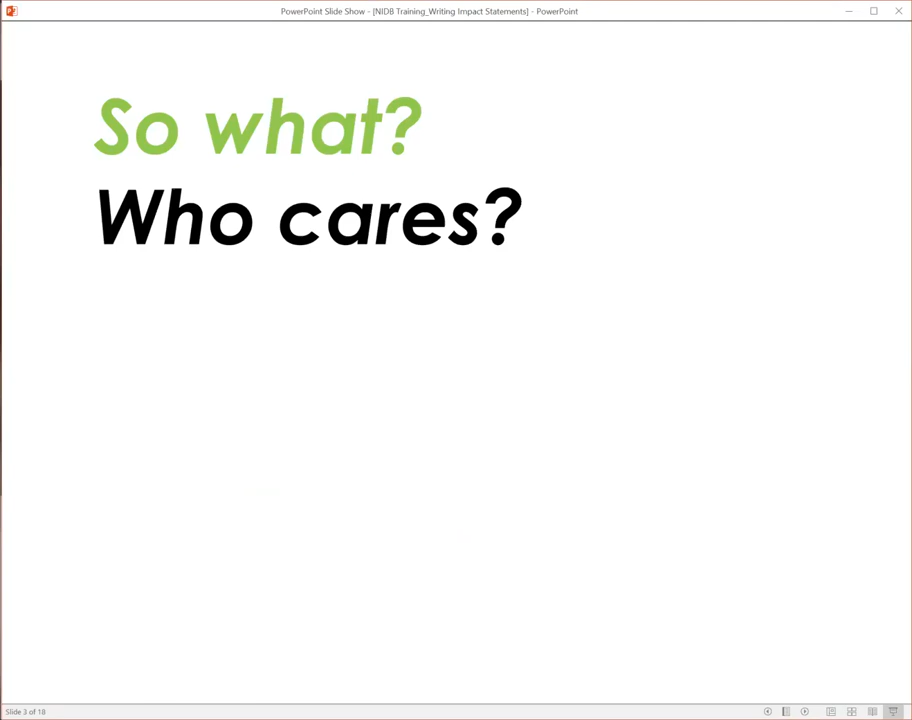 PowerPoint Slide Show - [NIDB Training_Writing Impact Statements] - PowerPoint
So what?
Who cares?
Slide 3 of 18